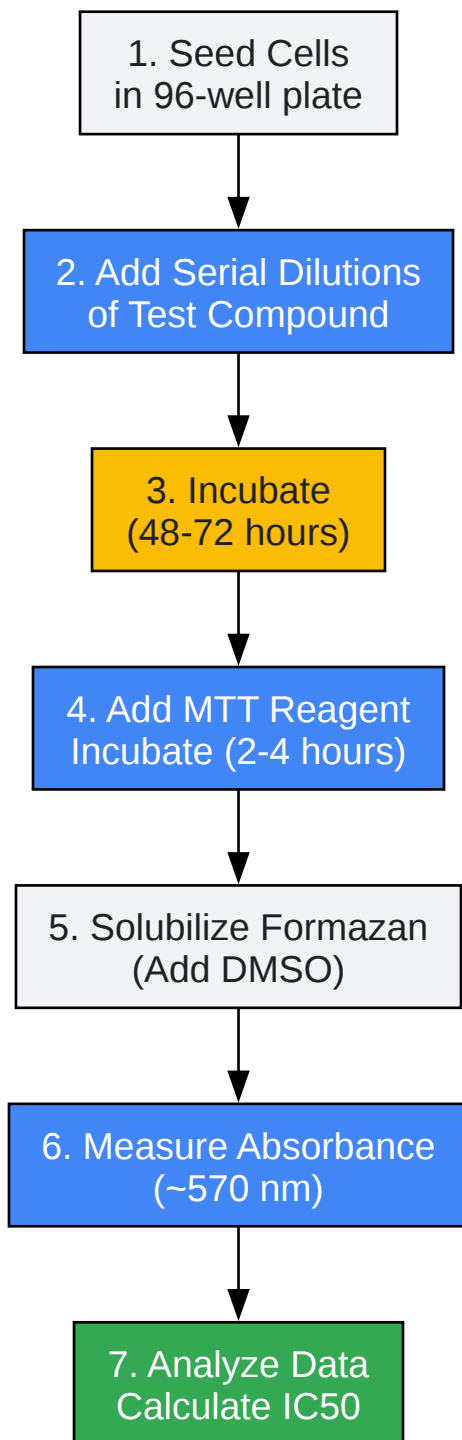 1. Seed Cells
in 96-well plate
2. Add Serial Dilutions
of Test Compound
3. Incubate
(48-72 hours)
4. Add MTT Reagent
Incubate (2-4 hours)
5. Solubilize Formazan
(Add DMSO)
6. Measure Absorbance
(~570 nm)
7. Analyze Data
Calculate IC50